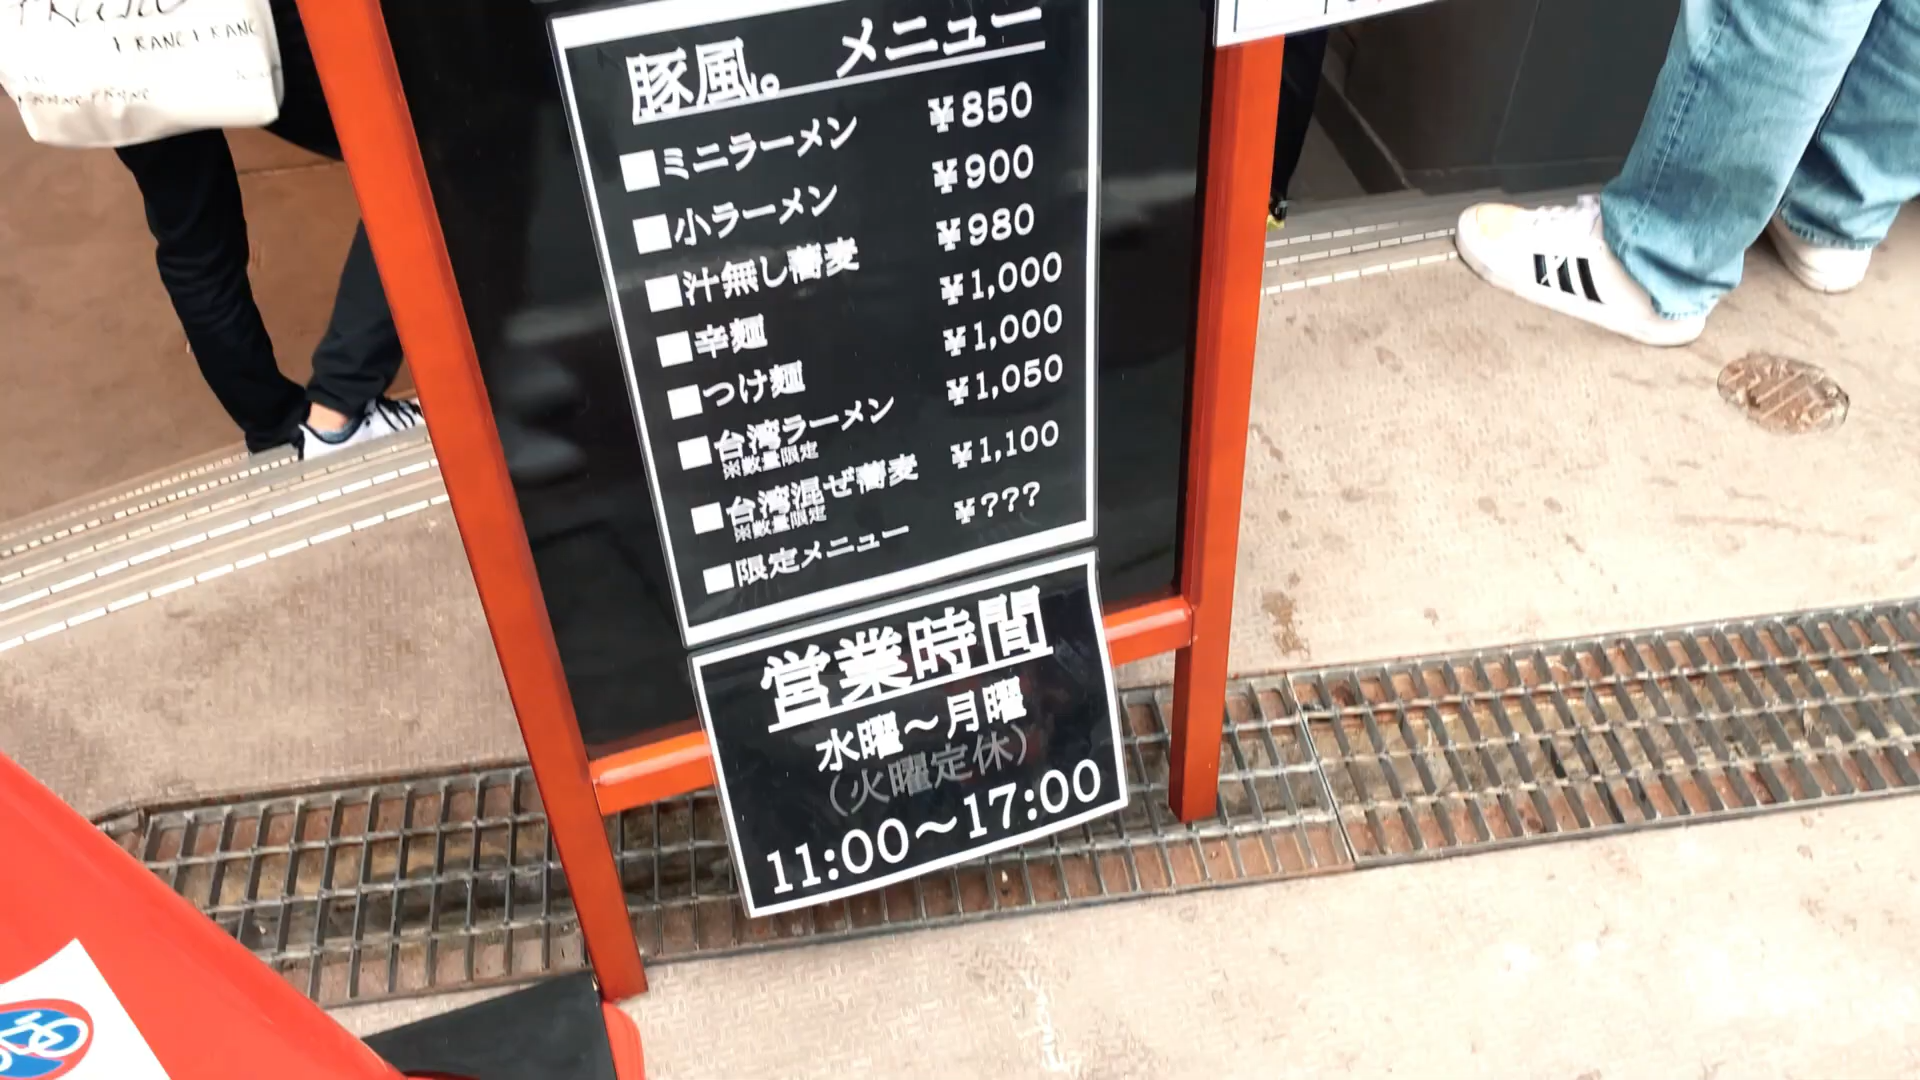 FRANC FRANC
豚風。 メニュー
■ミニラーメン ¥850
■小ラーメン ¥900
■汁無し蕎麦 ¥980
■辛麺 ¥1,000
■つけ麺 ¥1,000
■台湾ラーメン ¥1,050
※数量限定
■台湾混ぜ蕎麦 ¥1,100
※数量限定
■限定メニュー ¥???
営業時間
水曜~月曜
(火曜定休)
11:00~17:00